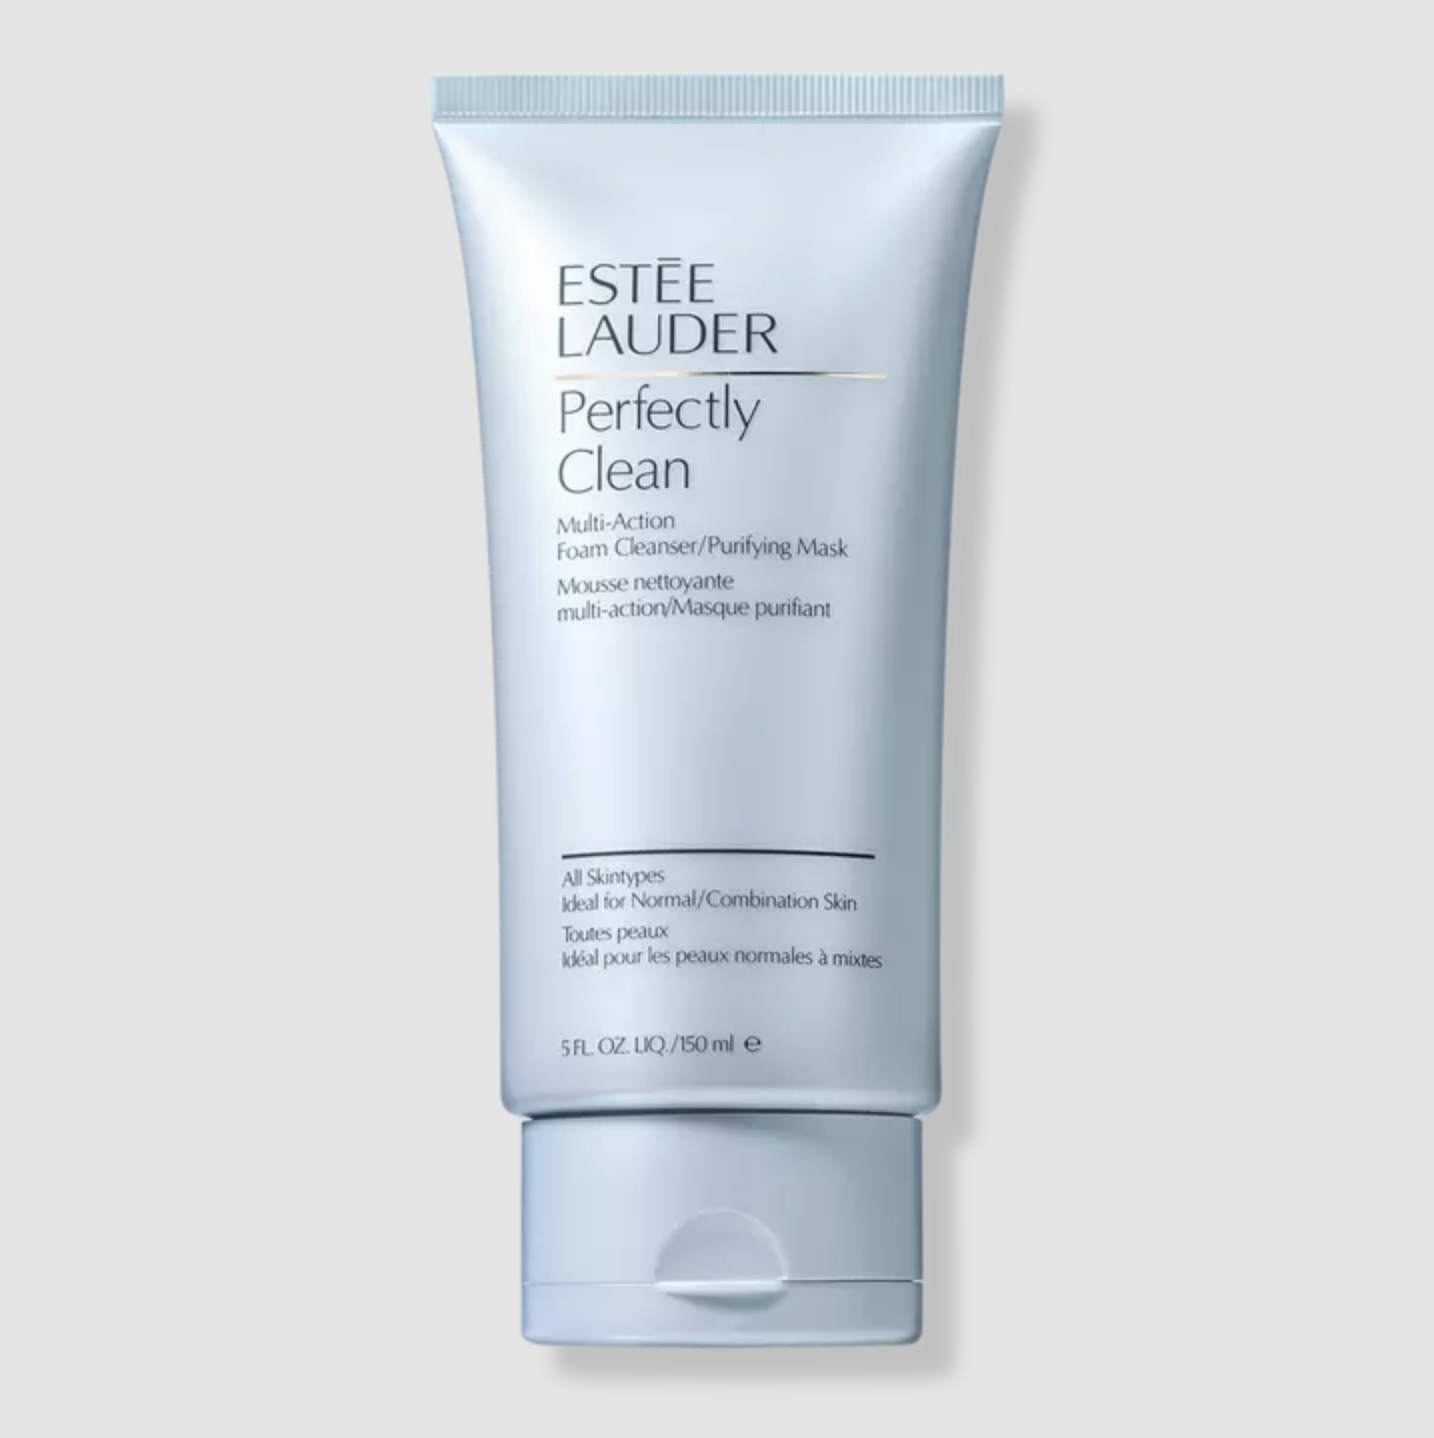 ESTĒE
LAUDER
Perfectly
Clean
Multi-Action
Foam Cleanser/Purifying Mask
Mousse nettoyante
multi-action/Masque purifiant
All Skintypes
Ideal for Normal/Combination Skin
Toutes peaux
Idéal pour les peaux normales à mixtes
5 FL. OZ. LIQ./150 ml ℮